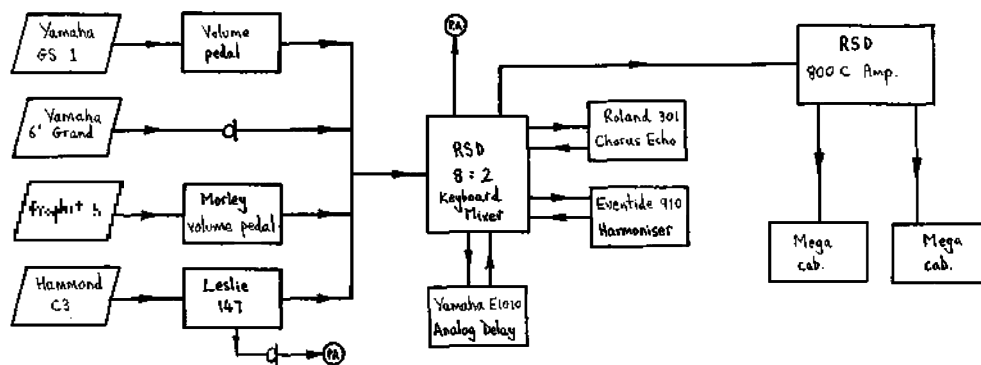 Yamaha
GS 1
Volume
pedal
PA
RSD
800 C Amp.
Yamaha
6' Grand
RSD
8:2
Keyboard
Mixer
Roland 301
Chorus Echo
Prophet 5
Morley
volume pedal
Eventide 910
Harmoniser
Mega
cab.
Mega
cab.
Hammond
C3
Leslie
147
Yamaha E1010
Analog Delay
PA